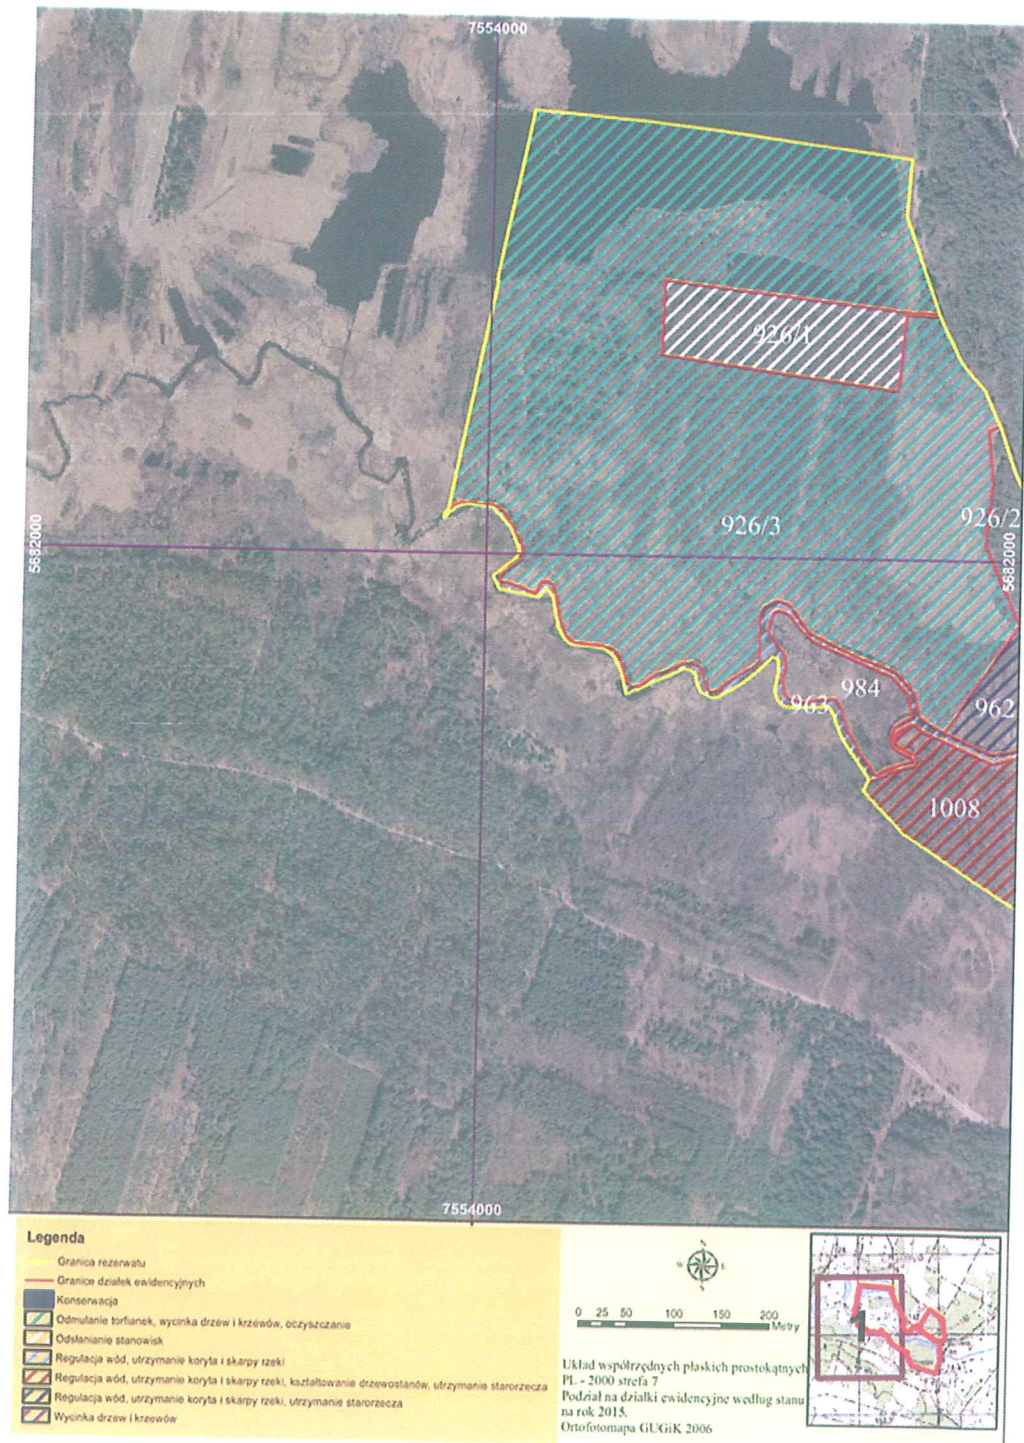 7554000
926/1
926/3
926/2
5682000
5682000
984
963
962
1008
7554000
Legenda
Granica rezerwatu
Granice działek ewidencyjnych
Konserwacja
Odmulanie torfianek, wycinka drzew i krzewów, oczyszczanie
Odsłanianie stanowisk
Regulacja wód, utrzymanie koryta i skarpy rzeki
Regulacja wód, utrzymanie koryta i skarpy rzeki, kształtowanie drzewostanów, utrzymanie starorzecza
Regulacja wód, utrzymanie koryta i skarpy rzeki, utrzymanie starorzecza
Wycinka drzew i krzewów
N
W E
S
0 25 50 100 150 200
Metry
Układ współrzędnych płaskich prostokątnych
PL - 2000 strefa 7
Podział na działki ewidencyjne według stanu
na rok 2015.
Ortofotomapa GUGiK 2006
1